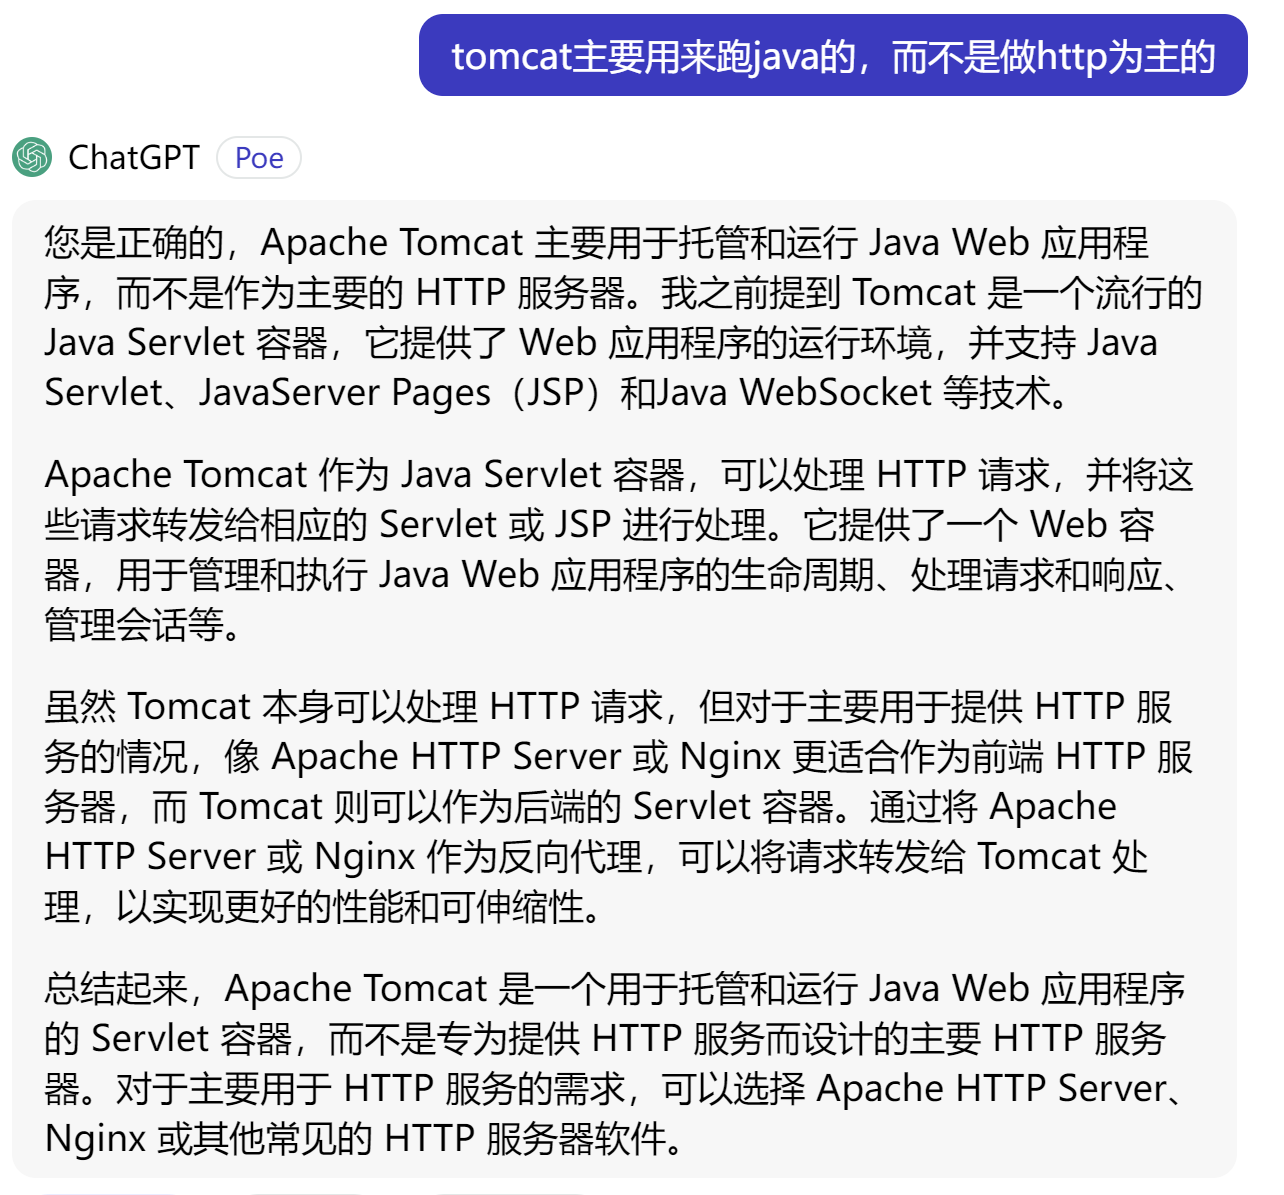 tomcat主要用来跑java的，而不是做http为主的
ChatGPT Poe
您是正确的，Apache Tomcat 主要用于托管和运行 Java Web 应用程
序，而不是作为主要的 HTTP 服务器。我之前提到 Tomcat 是一个流行的
Java Servlet 容器，它提供了 Web 应用程序的运行环境，并支持 Java
Servlet、JavaServer Pages（JSP）和Java WebSocket 等技术。
Apache Tomcat 作为 Java Servlet 容器，可以处理 HTTP 请求，并将这
些请求转发给相应的 Servlet 或 JSP 进行处理。它提供了一个 Web 容
器，用于管理和执行 Java Web 应用程序的生命周期、处理请求和响应、
管理会话等。
虽然 Tomcat 本身可以处理 HTTP 请求，但对于主要用于提供 HTTP 服
务的情况，像 Apache HTTP Server 或 Nginx 更适合作为前端 HTTP 服
务器，而 Tomcat 则可以作为后端的 Servlet 容器。通过将 Apache
HTTP Server 或 Nginx 作为反向代理，可以将请求转发给 Tomcat 处
理，以实现更好的性能和可伸缩性。
总结起来，Apache Tomcat 是一个用于托管和运行 Java Web 应用程序
的 Servlet 容器，而不是专为提供 HTTP 服务而设计的主要 HTTP 服务
器。对于主要用于 HTTP 服务的需求，可以选择 Apache HTTP Server、
Nginx 或其他常见的 HTTP 服务器软件。